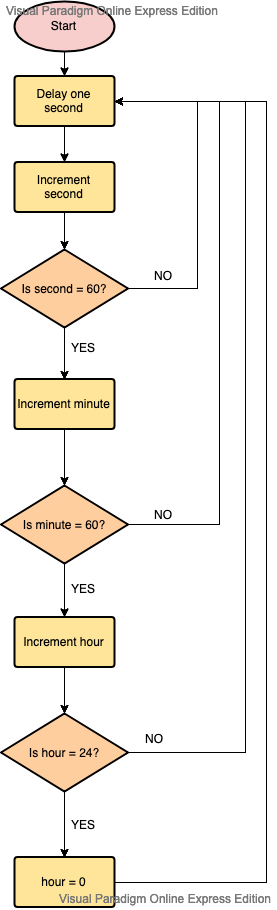 Visual Paradigm Online Express Edition
Start
Delay one
second
Increment
second
Is second = 60?
NO
YES
Increment minute
Is minute = 60?
NO
YES
Increment hour
Is hour = 24?
NO
YES
hour = 0
Visual Paradigm Online Express Edition